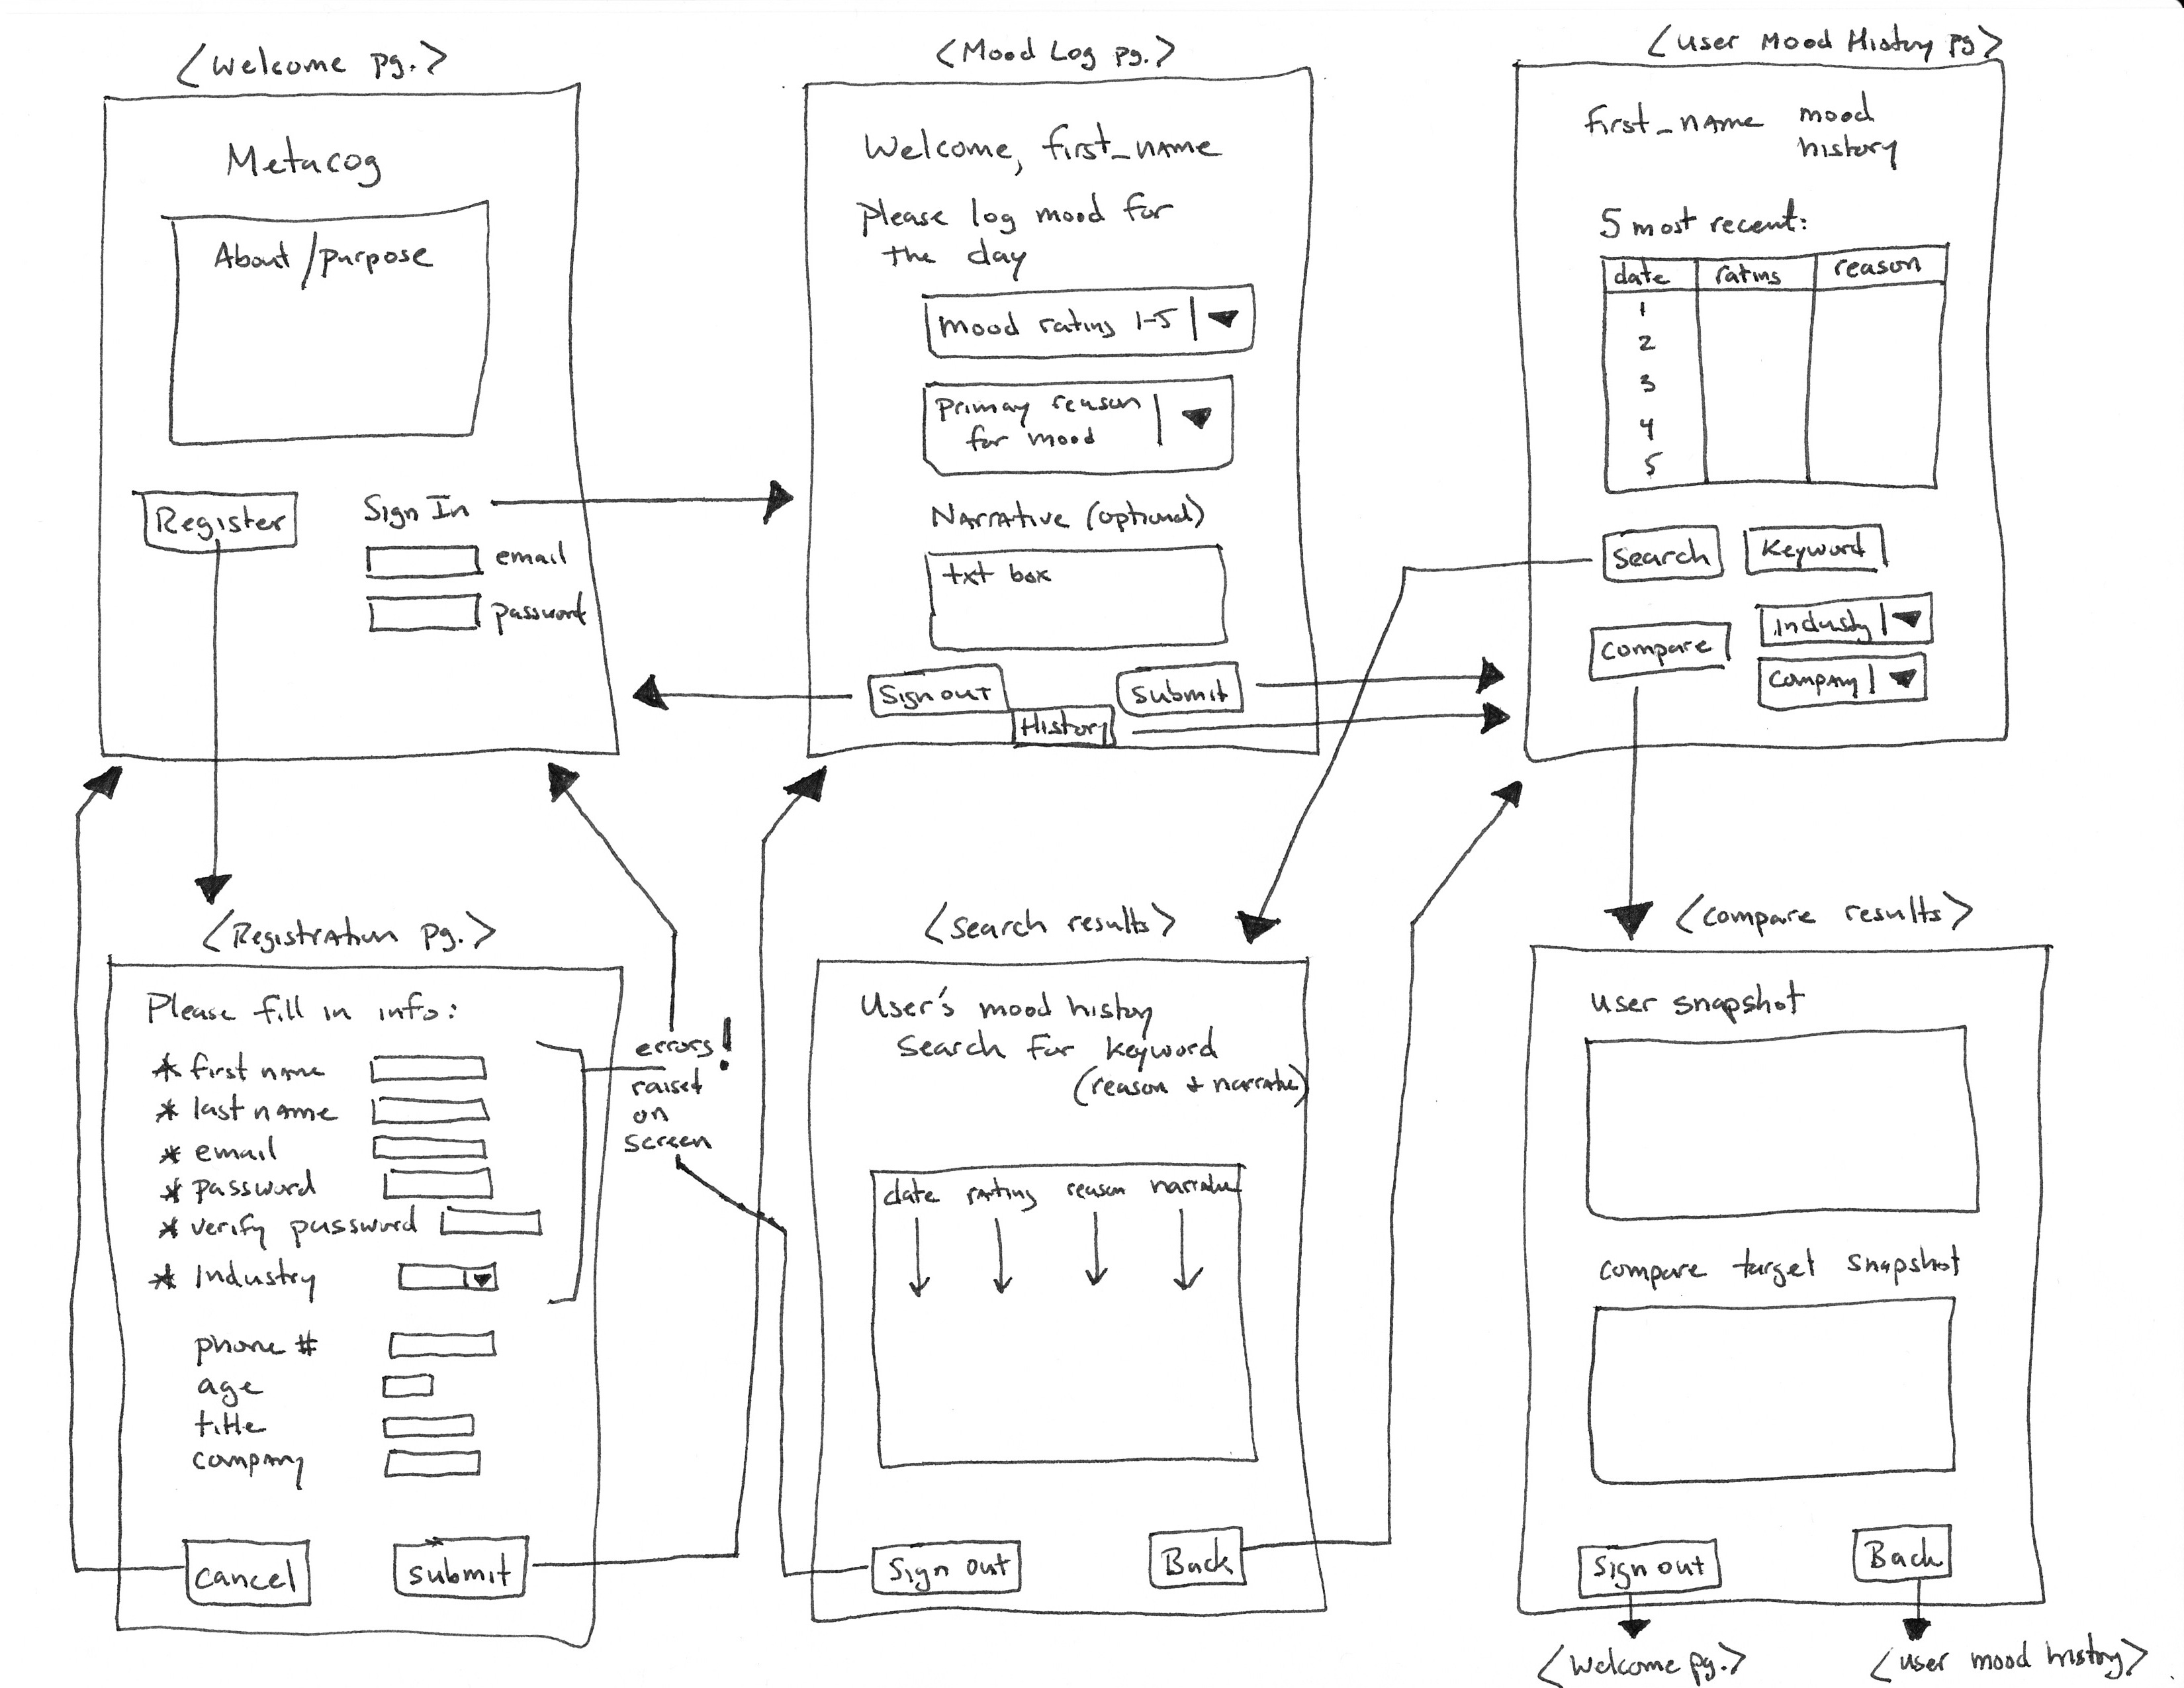 <Welcome pg.>
Metacog
About/purpose
Register
Sign In
email
password
<Mood Log pg.>
Welcome, first_name
Please log mood for
the day
mood rating 1-5
primay reason
for mood
Narrative (optional)
txt box
Sign out
Submit
History
<User Mood History pg>
first_name mood
history
5 most recent:
date rating reason
1
2
3
4
5
Search
Keyword
Compare
Industry
Company
<Registration pg.>
Please fill in info:
* first name
* last name
* email
* password
* verify password
* Industry
phone #
age
title
company
cancel
submit
errors!
raised
on
screen
<search results>
User's mood history
Search for keyword
(reason + narrative)
date rating reason narrative
Sign out
Back
<compare results>
user snapshot
compare target snapshot
Sign out
Back
<Welcome pg.>
<user mood history>